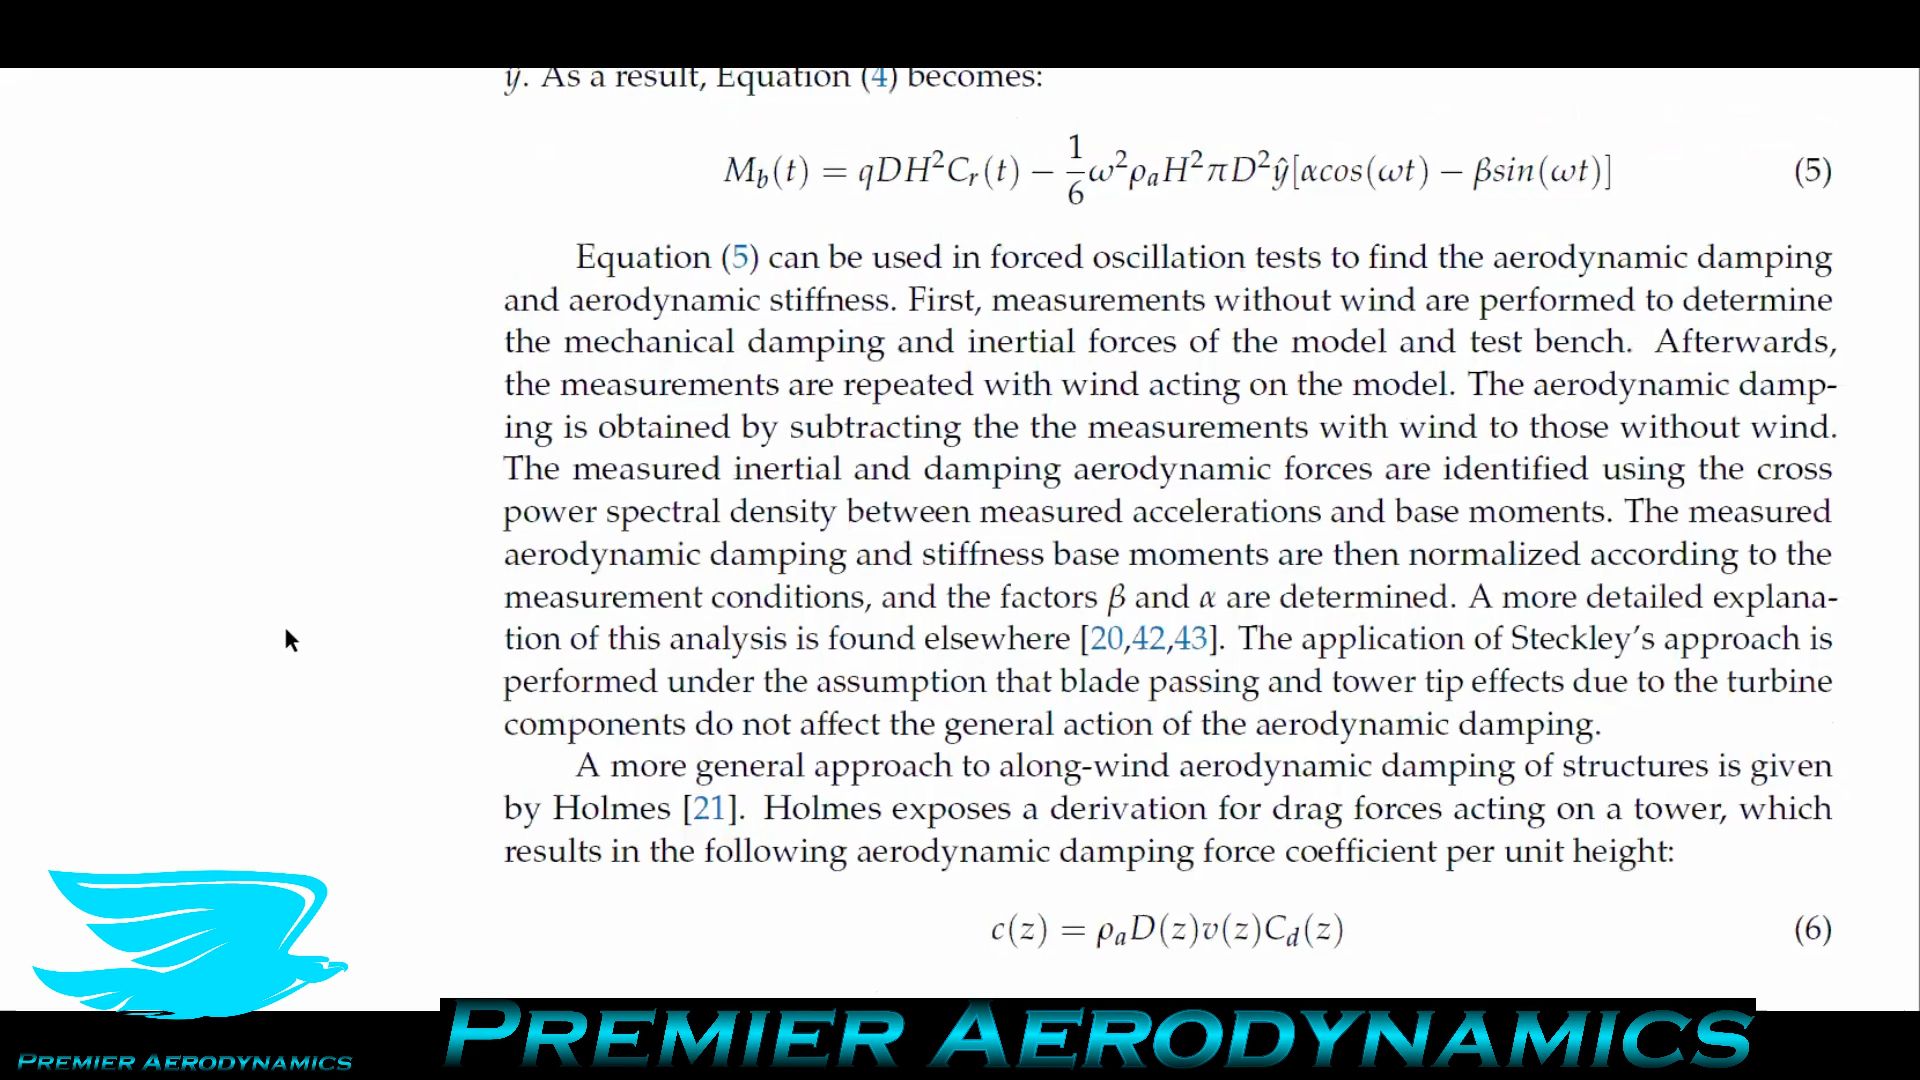 ŷ. As a result, Equation (4) becomes:
M_b(t) = qDH²C_r(t) − 1/6 ω²ρ_aH²πD²ŷ[αcos(ωt) − βsin(ωt)] (5)
Equation (5) can be used in forced oscillation tests to find the aerodynamic damping
and aerodynamic stiffness. First, measurements without wind are performed to determine
the mechanical damping and inertial forces of the model and test bench. Afterwards,
the measurements are repeated with wind acting on the model. The aerodynamic damp-
ing is obtained by subtracting the the measurements with wind to those without wind.
The measured inertial and damping aerodynamic forces are identified using the cross
power spectral density between measured accelerations and base moments. The measured
aerodynamic damping and stiffness base moments are then normalized according to the
measurement conditions, and the factors β and α are determined. A more detailed explana-
tion of this analysis is found elsewhere [20,42,43]. The application of Steckley's approach is
performed under the assumption that blade passing and tower tip effects due to the turbine
components do not affect the general action of the aerodynamic damping.
A more general approach to along-wind aerodynamic damping of structures is given
by Holmes [21]. Holmes exposes a derivation for drag forces acting on a tower, which
results in the following aerodynamic damping force coefficient per unit height:
c(z) = ρ_aD(z)v(z)C_d(z) (6)
PREMIER AERODYNAMICS
PREMIER AERODYNAMICS